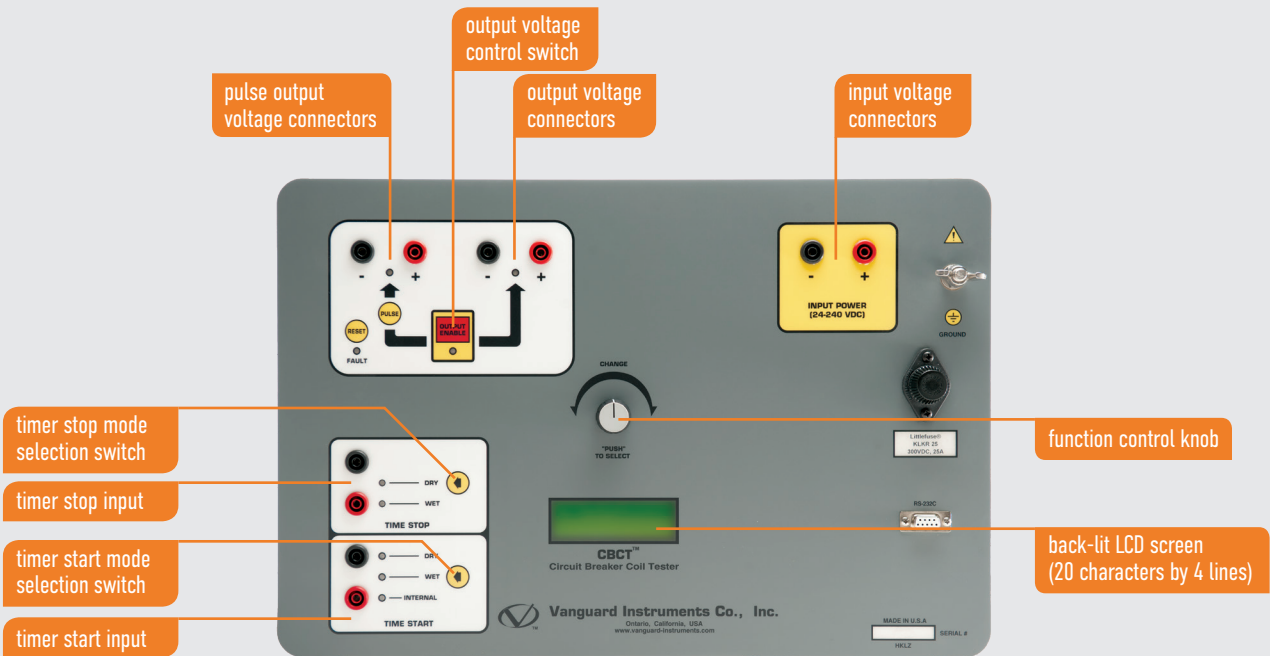 output voltage
control switch
pulse output
voltage connectors
output voltage
connectors
input voltage
connectors
- +
- +
- +
PULSE
OUTPUT
ENABLE
RESET
FAULT
INPUT POWER
(24-240 VDC)
GROUND
CHANGE
"PUSH"
TO SELECT
Littlefuse®
KLKR 25
300VDC, 25A
function control knob
timer stop mode
selection switch
timer stop input
DRY
WET
TIME STOP
timer start mode
selection switch
timer start input
DRY
WET
INTERNAL
TIME START
RS-232C
back-lit LCD screen
(20 characters by 4 lines)
CBCT™
Circuit Breaker Coil Tester
V
Vanguard Instruments Co., Inc.
Ontario, California, USA
www.vanguard-instruments.com
MADE IN U.S.A
SERIAL #
HKLZ